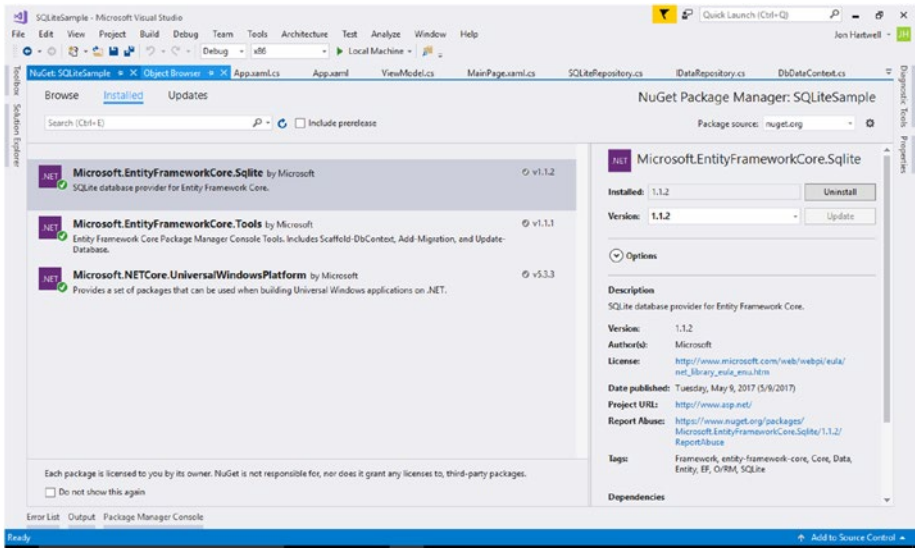 SQLiteSample - Microsoft Visual Studio
Quick Launch (Ctrl+Q)
File Edit View Project Build Debug Team Tools Architecture Test Analyze Window Help
Jon Hartwell
JH
Debug x86 Local Machine
NuGet: SQLiteSample Object Browser App.xaml.cs App.xaml ViewModel.cs MainPage.xaml.cs SQLiteRepository.cs IDataRepository.cs DbDataContext.cs
Toolbox
Solution Explorer
Diagnostic Tools
Properties
Browse Installed Updates
NuGet Package Manager: SQLiteSample
Search (Ctrl+E)
Include prerelease
Package source: nuget.org
.NET
Microsoft.EntityFrameworkCore.Sqlite by Microsoft
v1.1.2
SQLite database provider for Entity Framework Core.
.NET
Microsoft.EntityFrameworkCore.Tools by Microsoft
v1.1.1
Entity Framework Core Package Manager Console Tools. Includes Scaffold-DbContext, Add-Migration, and Update-
Database.
.NET
Microsoft.NETCore.UniversalWindowsPlatform by Microsoft
v5.3.3
Provides a set of packages that can be used when building Universal Windows applications on .NET.
Each package is licensed to you by its owner. NuGet is not responsible for, nor does it grant any licenses to, third-party packages.
Do not show this again
.NET
Microsoft.EntityFrameworkCore.Sqlite
Installed: 1.1.2
Uninstall
Version: 1.1.2
Update
Options
Description
SQLite database provider for Entity Framework Core.
Version: 1.1.2
Author(s): Microsoft
License: http://www.microsoft.com/web/webpi/eula/
net_library_eula_enu.htm
Date published: Tuesday, May 9, 2017 (5/9/2017)
Project URL: http://www.asp.net/
Report Abuse: https://www.nuget.org/packages/
Microsoft.EntityFrameworkCore.Sqlite/1.1.2/
ReportAbuse
Tags: Framework, entity-framework-core, Core, Data,
Entity, EF, O/RM, SQLite
Dependencies
Error List Output Package Manager Console
Ready
Add to Source Control